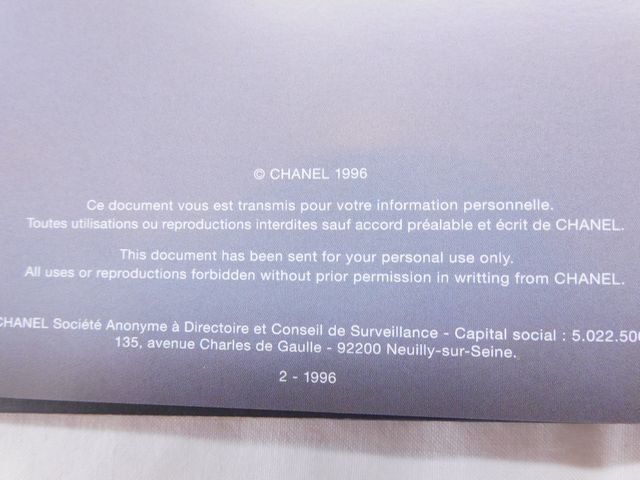 © CHANEL 1996
Ce document vous est transmis pour votre information personnelle.
Toutes utilisations ou reproductions interdites sauf accord préalable et écrit de CHANEL.
This document has been sent for your personal use only.
All uses or reproductions forbidden without prior permission in writting from CHANEL.
CHANEL Société Anonyme à Directoire et Conseil de Surveillance - Capital social : 5.022.500
135, avenue Charles de Gaulle - 92200 Neuilly-sur-Seine.
2 - 1996